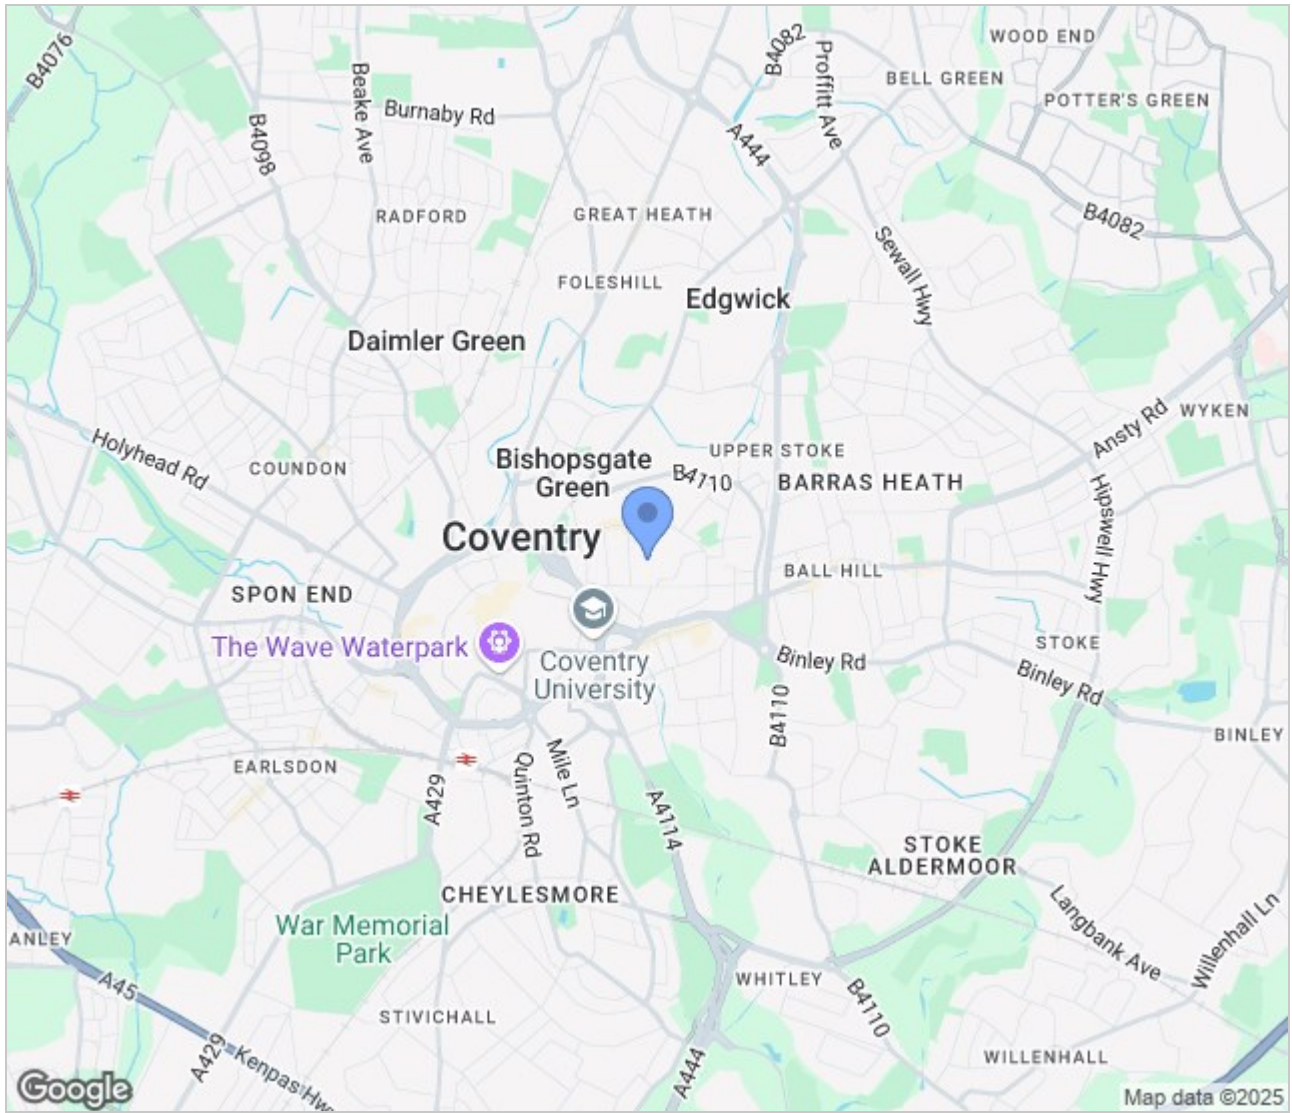 B4076
B4098
Beake Ave
Burnaby Rd
B4082
Proffitt Ave
A444
WOOD END
BELL GREEN
POTTER'S GREEN
B4082
RADFORD
GREAT HEATH
FOLESHILL
Edgwick
Sewall Hwy
Daimler Green
Holyhead Rd
COUNDON
Bishopsgate
Green
B4110
UPPER STOKE
BARRAS HEATH
Ansty Rd
WYKEN
Hipswell Hwy
Coventry
BALL HILL
SPON END
The Wave Waterpark
Coventry
University
Binley Rd
STOKE
Binley Rd
BINLEY
B4110
EARLSDON
A429
Quinton Rd
Mile Ln
A4114
STOKE
ALDERMOOR
CHEYLESMORE
War Memorial
Park
Langbank Ave
Willenhall Ln
ANLEY
A45
WHITLEY
B4110
STIVICHALL
A429
Kenpas Hwy
A444
WILLENHALL
Google
Map data ©2025